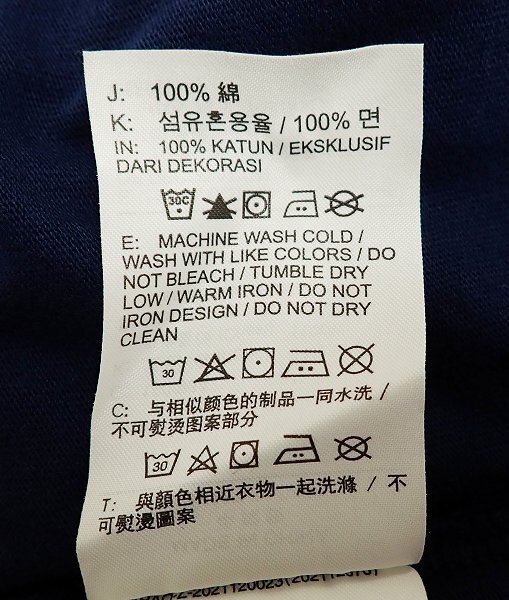 J: 100% 綿
K: 섬유혼용율 / 100% 면
IN: 100% KATUN / EKSKLUSIF
DARI DEKORASI
30C
E: MACHINE WASH COLD /
WASH WITH LIKE COLORS / DO
NOT BLEACH / TUMBLE DRY
LOW / WARM IRON / DO NOT
IRON DESIGN / DO NOT DRY
CLEAN
30
C: 与相似颜色的制品一同水洗 /
不可熨烫图案部分
30
T: 與顏色相近衣物一起洗滌 / 不
可熨燙圖案